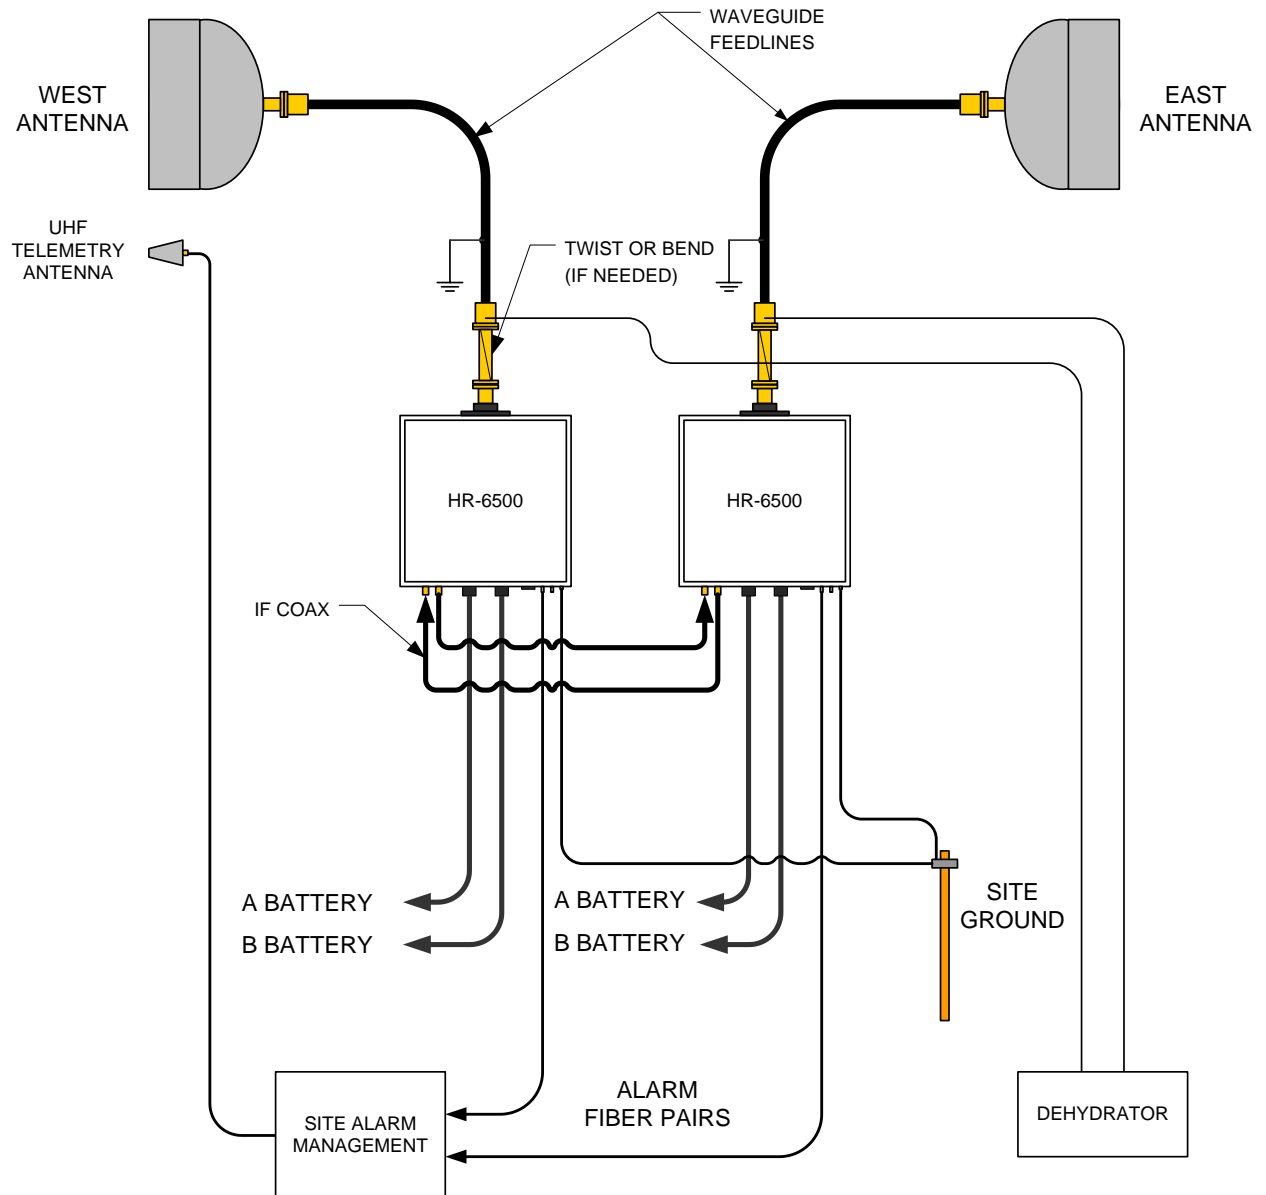 WAVEGUIDE
FEEDLINES
WEST
ANTENNA
EAST
ANTENNA
UHF
TELEMETRY
ANTENNA
TWIST OR BEND
(IF NEEDED)
HR-6500
HR-6500
IF COAX
A BATTERY
B BATTERY
A BATTERY
B BATTERY
SITE
GROUND
ALARM
FIBER PAIRS
SITE ALARM
MANAGEMENT
DEHYDRATOR